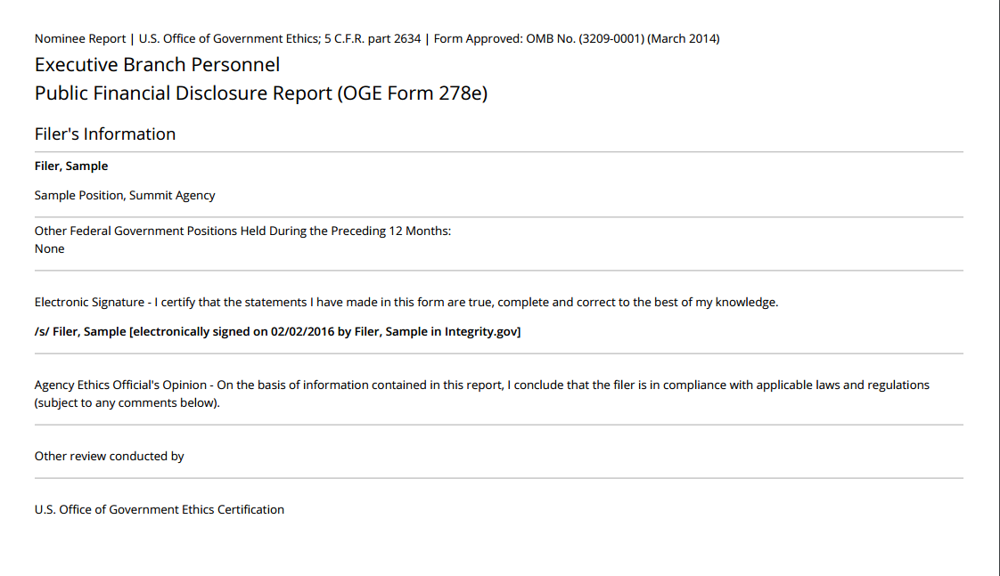 Nominee Report | U.S. Office of Government Ethics; 5 C.F.R. part 2634 | Form Approved: OMB No. (3209-0001) (March 2014)
Executive Branch Personnel
Public Financial Disclosure Report (OGE Form 278e)
Filer's Information
Filer, Sample
Sample Position, Summit Agency
Other Federal Government Positions Held During the Preceding 12 Months:
None
Electronic Signature - I certify that the statements I have made in this form are true, complete and correct to the best of my knowledge.
/s/ Filer, Sample [electronically signed on 02/02/2016 by Filer, Sample in Integrity.gov]
Agency Ethics Official's Opinion - On the basis of information contained in this report, I conclude that the filer is in compliance with applicable laws and regulations
(subject to any comments below).
Other review conducted by
U.S. Office of Government Ethics Certification